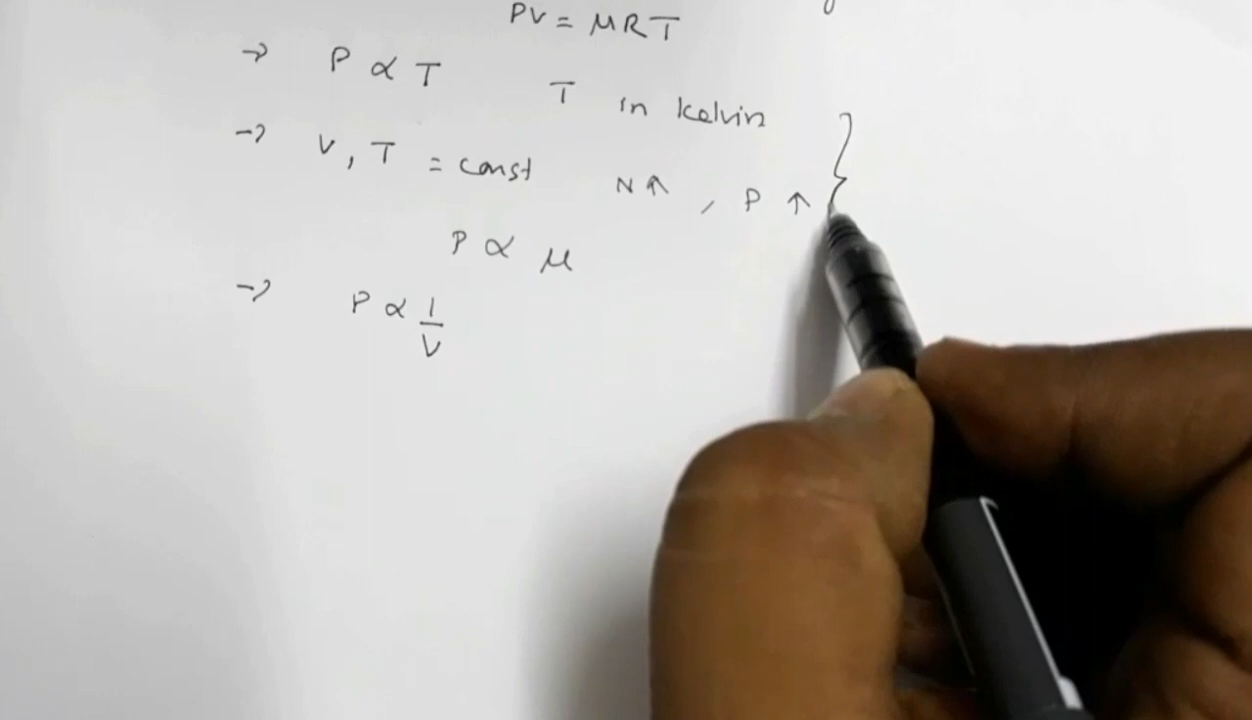 PV = μRT
→ P ∝ T T in kelvin
→ V, T = const N↑, P↑ }
P ∝ μ
→ P ∝ 1/V